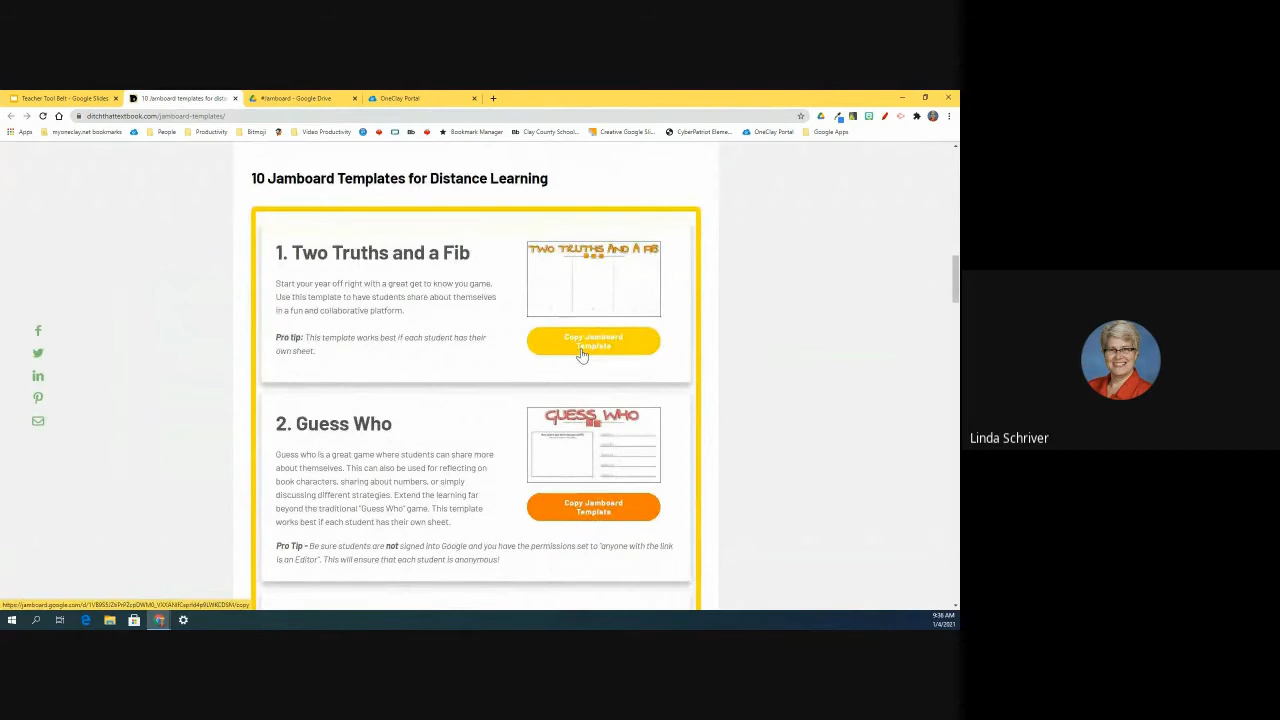 Teacher Tool Belt - Google Slides
10 Jamboard templates for dista
#Jamboard - Google Drive
OneClay Portal
ditchthattextbook.com/jamboard-templates/
Apps
myoneclay.net bookmarks
People
Productivity
Bitmoji
Video Productivity
Bookmark Manager
Clay County School...
Creative Google Sli...
CyberPatriot Eleme...
OneClay Portal
Google Apps
10 Jamboard Templates for Distance Learning
1. Two Truths and a Fib
Start your year off right with a great get to know you game.
Use this template to have students share about themselves
in a fun and collaborative platform.
Pro tip: This template works best if each student has their
own sheet.
TWO TRUTHS AND A FIB
Copy Jamboard
Template
2. Guess Who
Guess who is a great game where students can share more
about themselves. This can also be used for reflecting on
book characters, sharing about numbers, or simply
discussing different strategies. Extend the learning far
beyond the traditional "Guess Who" game. This template
works best if each student has their own sheet.
GUESS WHO
Copy Jamboard
Template
Pro Tip - Be sure students are not signed into Google and you have the permissions set to "anyone with the link
is an Editor". This will ensure that each student is anonymous!
Linda Schriver
9:36 AM
1/4/2021